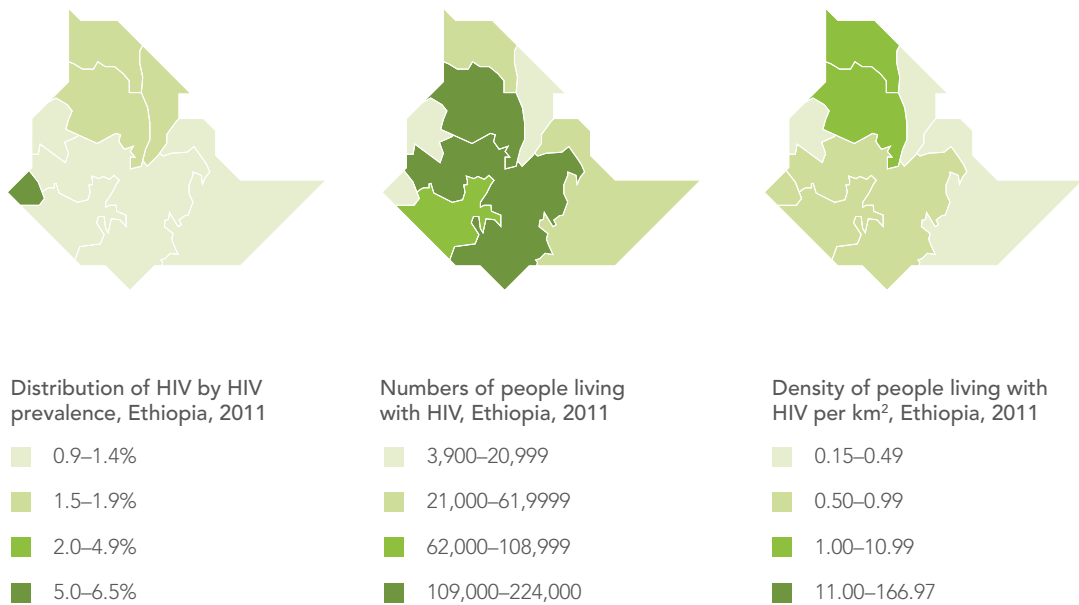 Distribution of HIV by HIV
prevalence, Ethiopia, 2011
0.9–1.4%
1.5–1.9%
2.0–4.9%
5.0–6.5%
Numbers of people living
with HIV, Ethiopia, 2011
3,900–20,999
21,000–61,9999
62,000–108,999
109,000–224,000
Density of people living with
HIV per km², Ethiopia, 2011
0.15–0.49
0.50–0.99
1.00–10.99
11.00–166.97